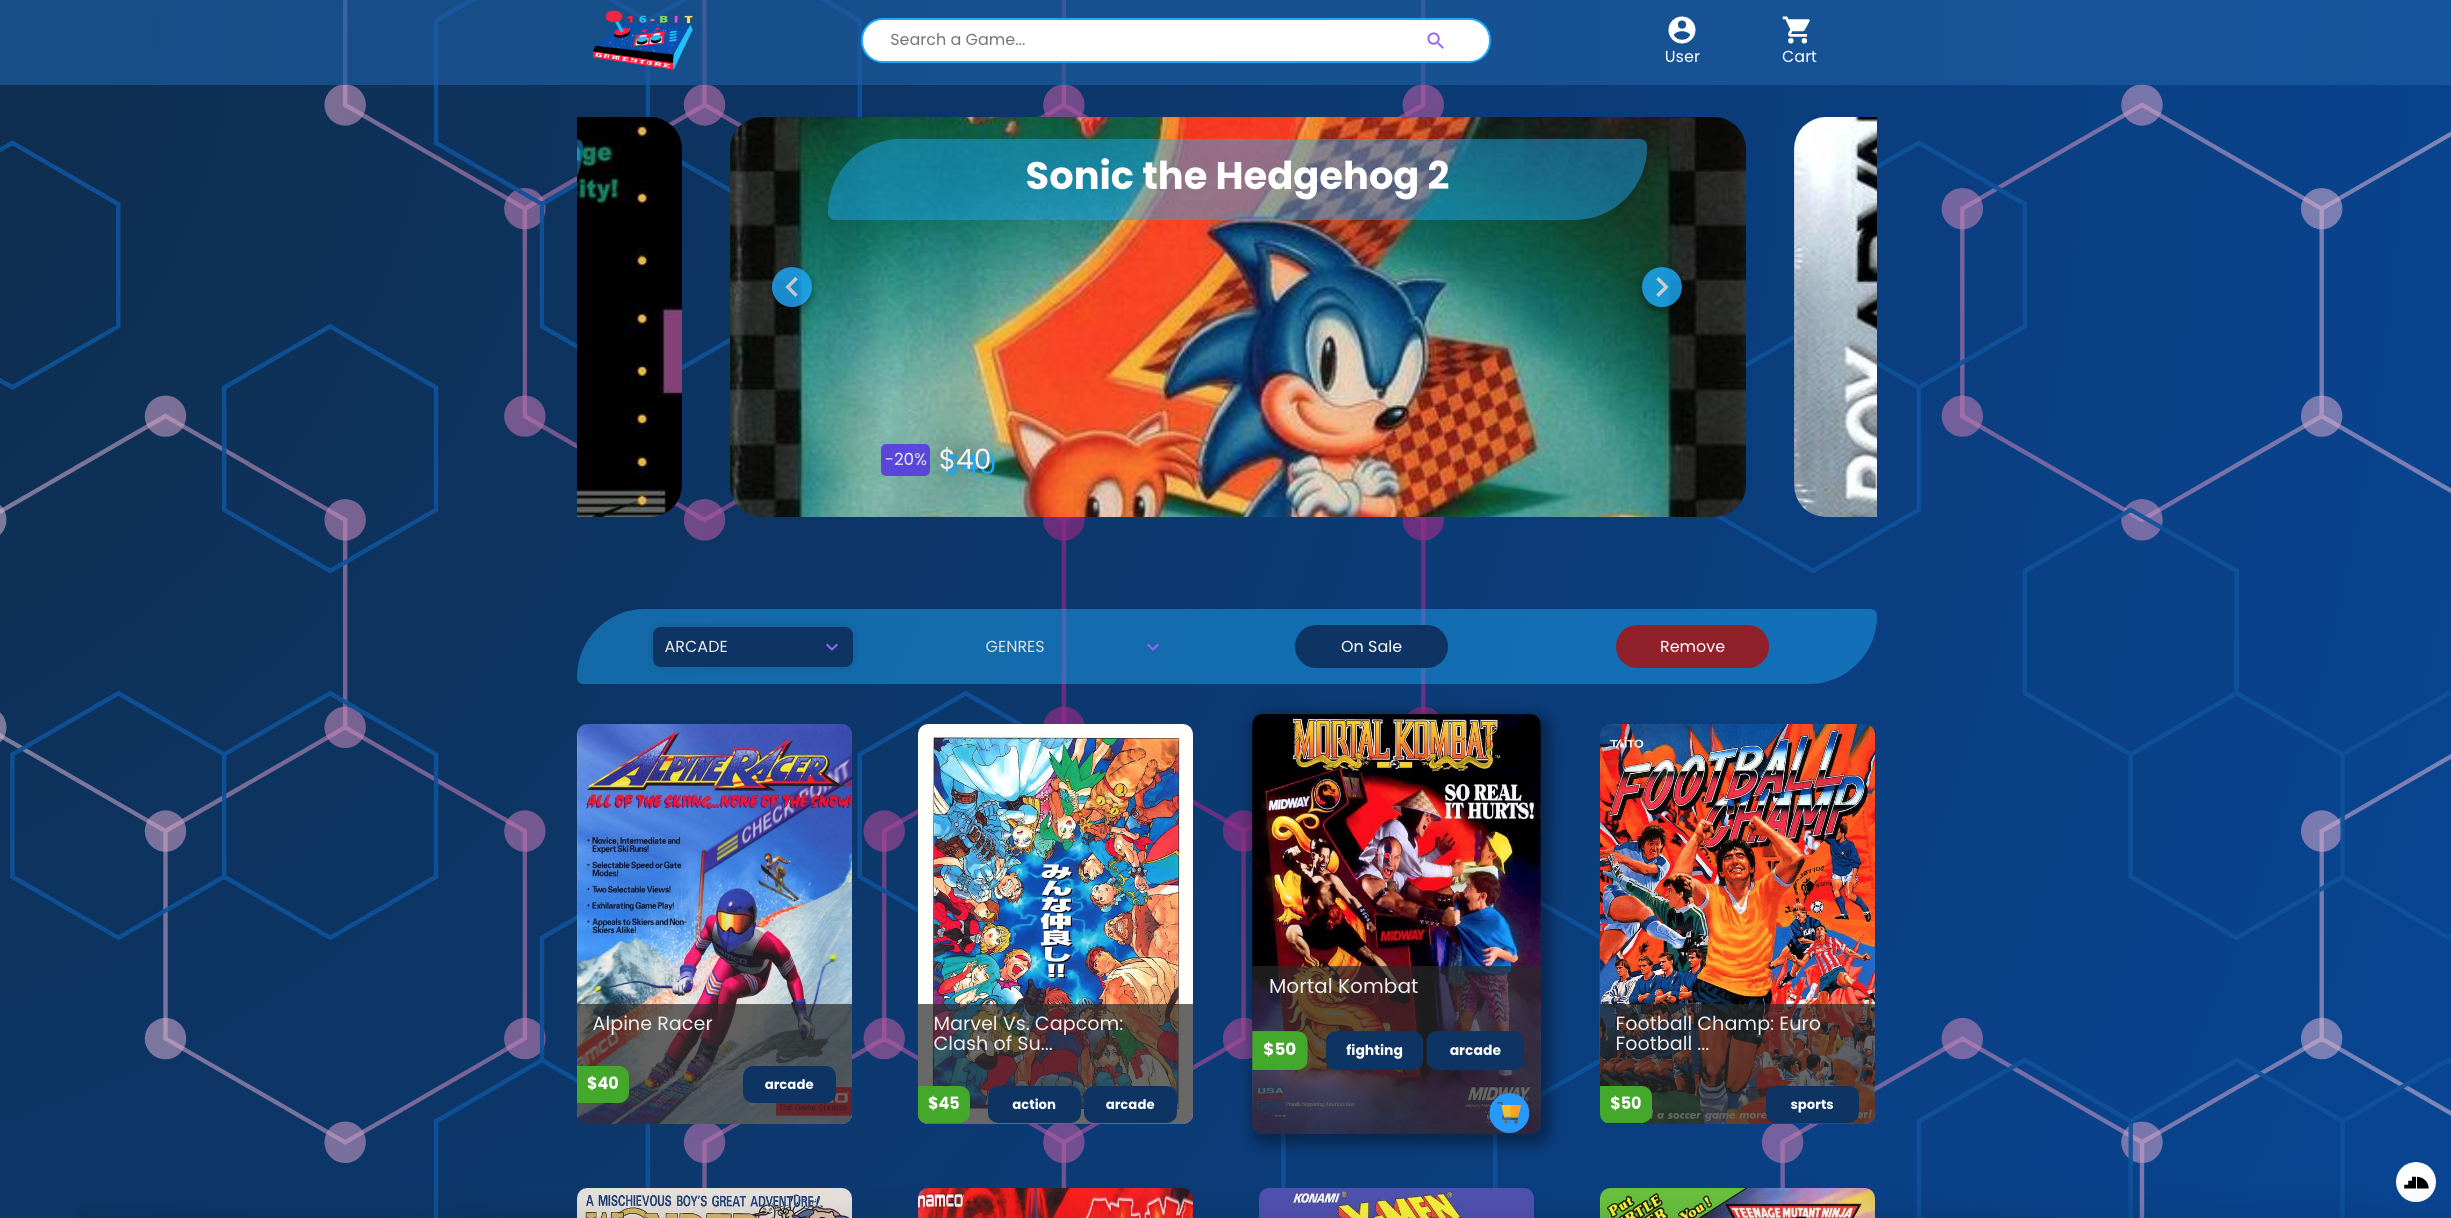 16-BIT
GAMESTORE
Search a Game...
User
Cart
ge
ity!
Sonic the Hedgehog 2
-20%
$40
ARCADE
GENRES
On Sale
Remove
ALPINE RACER
ALL OF THE SKIING...NONE OF THE SNOW!
CHECKPOINT
• Novice, Intermediate and
Expert Ski Runs!
• Selectable Speed or Gate
Modes!
• Two Selectable Views!
• Exhilarating Game Play!
• Appeals to Skiers and Non-
Skiers Alike!
Alpine Racer
$40
arcade
みんな仲良し!!
Marvel Vs. Capcom:
Clash of Su...
$45
action
arcade
MORTAL KOMBAT
SO REAL
IT HURTS!
MIDWAY
MIDWAY
Mortal Kombat
$50
fighting
arcade
USA
MIDWAY
TAITO
FOOTBALL
CHAMP
Football Champ: Euro
Football ...
$50
sports
a soccer game more
A MISCHIEVOUS BOY'S GREAT ADVENTURE!
namco
KONAMI
X-MEN
Put
You!
TEENAGE MUTANT NINJA